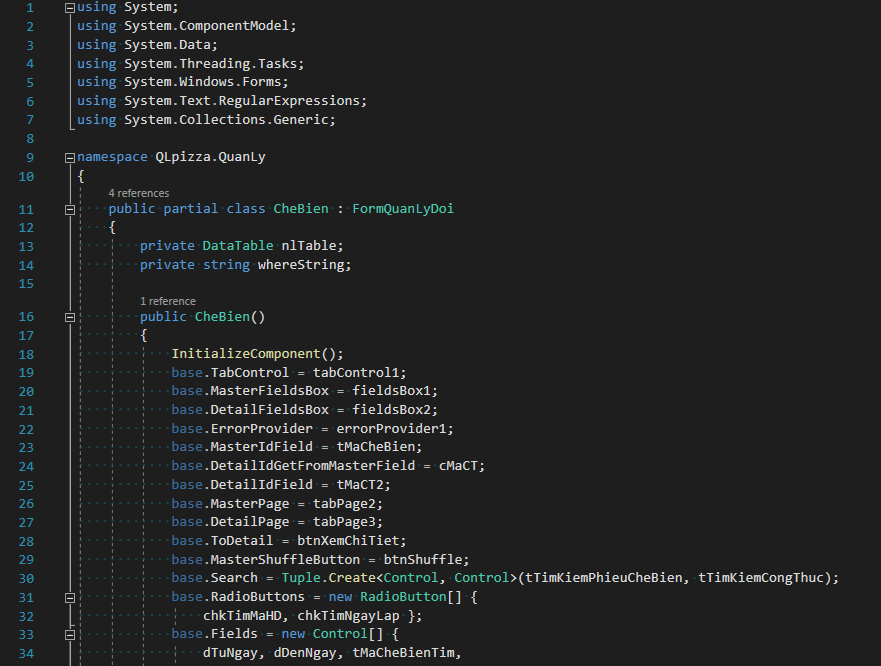 1 using System;
2 using System.ComponentModel;
3 using System.Data;
4 using System.Threading.Tasks;
5 using System.Windows.Forms;
6 using System.Text.RegularExpressions;
7 using System.Collections.Generic;
8
9 namespace QLpizza.QuanLy
10 {
4 references
11 public partial class CheBien : FormQuanLyDoi
12 {
13 private DataTable nlTable;
14 private string whereString;
15
1 reference
16 public CheBien()
17 {
18 InitializeComponent();
19 base.TabControl = tabControl1;
20 base.MasterFieldsBox = fieldsBox1;
21 base.DetailFieldsBox = fieldsBox2;
22 base.ErrorProvider = errorProvider1;
23 base.MasterIdField = tMaCheBien;
24 base.DetailIdGetFromMasterField = cMaCT;
25 base.DetailIdField = tMaCT2;
26 base.MasterPage = tabPage2;
27 base.DetailPage = tabPage3;
28 base.ToDetail = btnXemChiTiet;
29 base.MasterShuffleButton = btnShuffle;
30 base.Search = Tuple.Create<Control, Control>(tTimKiemPhieuCheBien, tTimKiemCongThuc);
31 base.RadioButtons = new RadioButton[] {
32 chkTimMaHD, chkTimNgayLap };
33 base.Fields = new Control[] {
34 dTuNgay, dDenNgay, tMaCheBienTim,